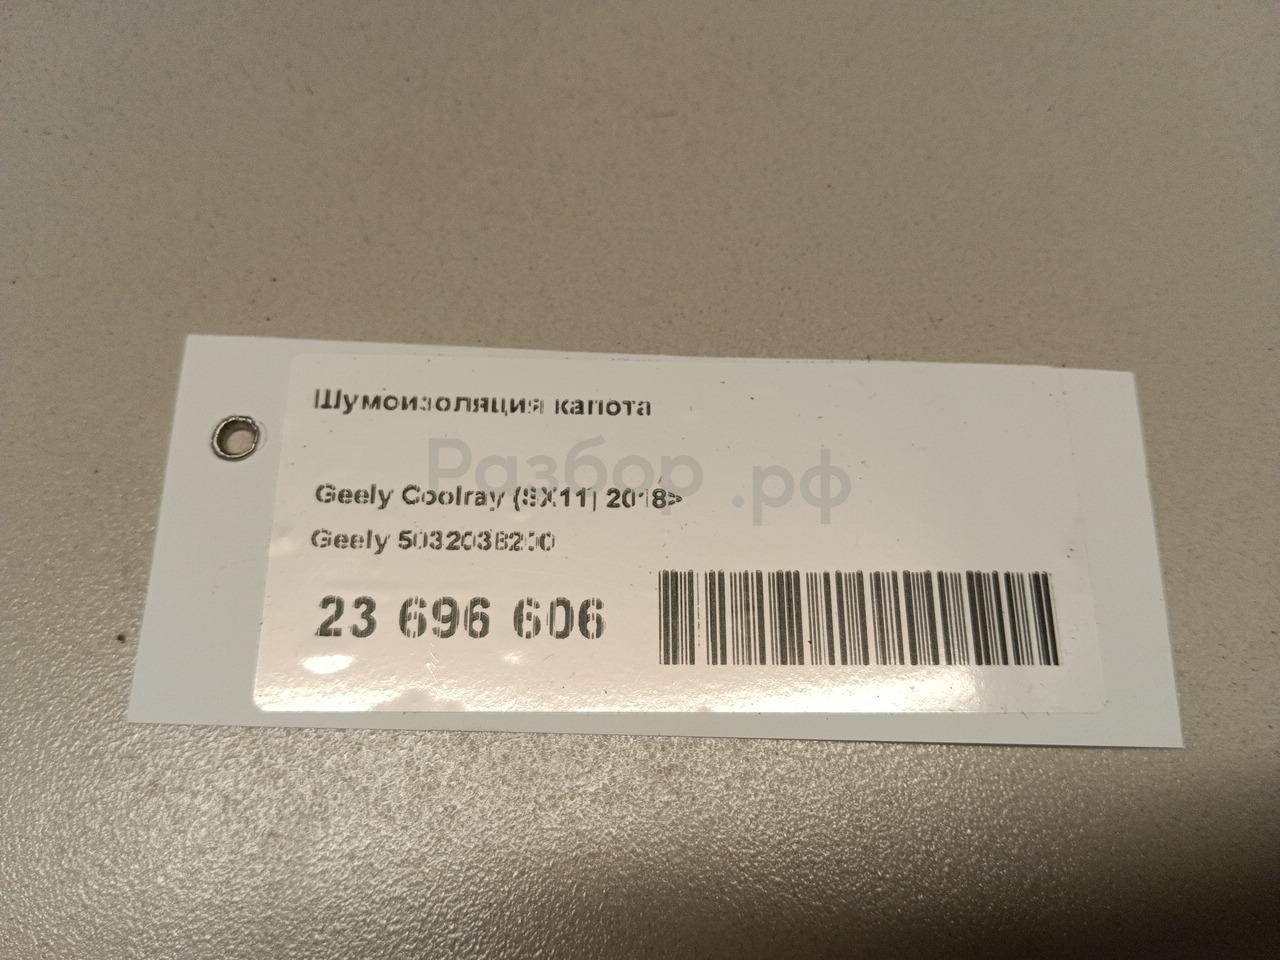 Шумоизоляция капота
Разбор.рф
Geely Coolray (SX11) 2018>
Geely 5032038200
23 696 606